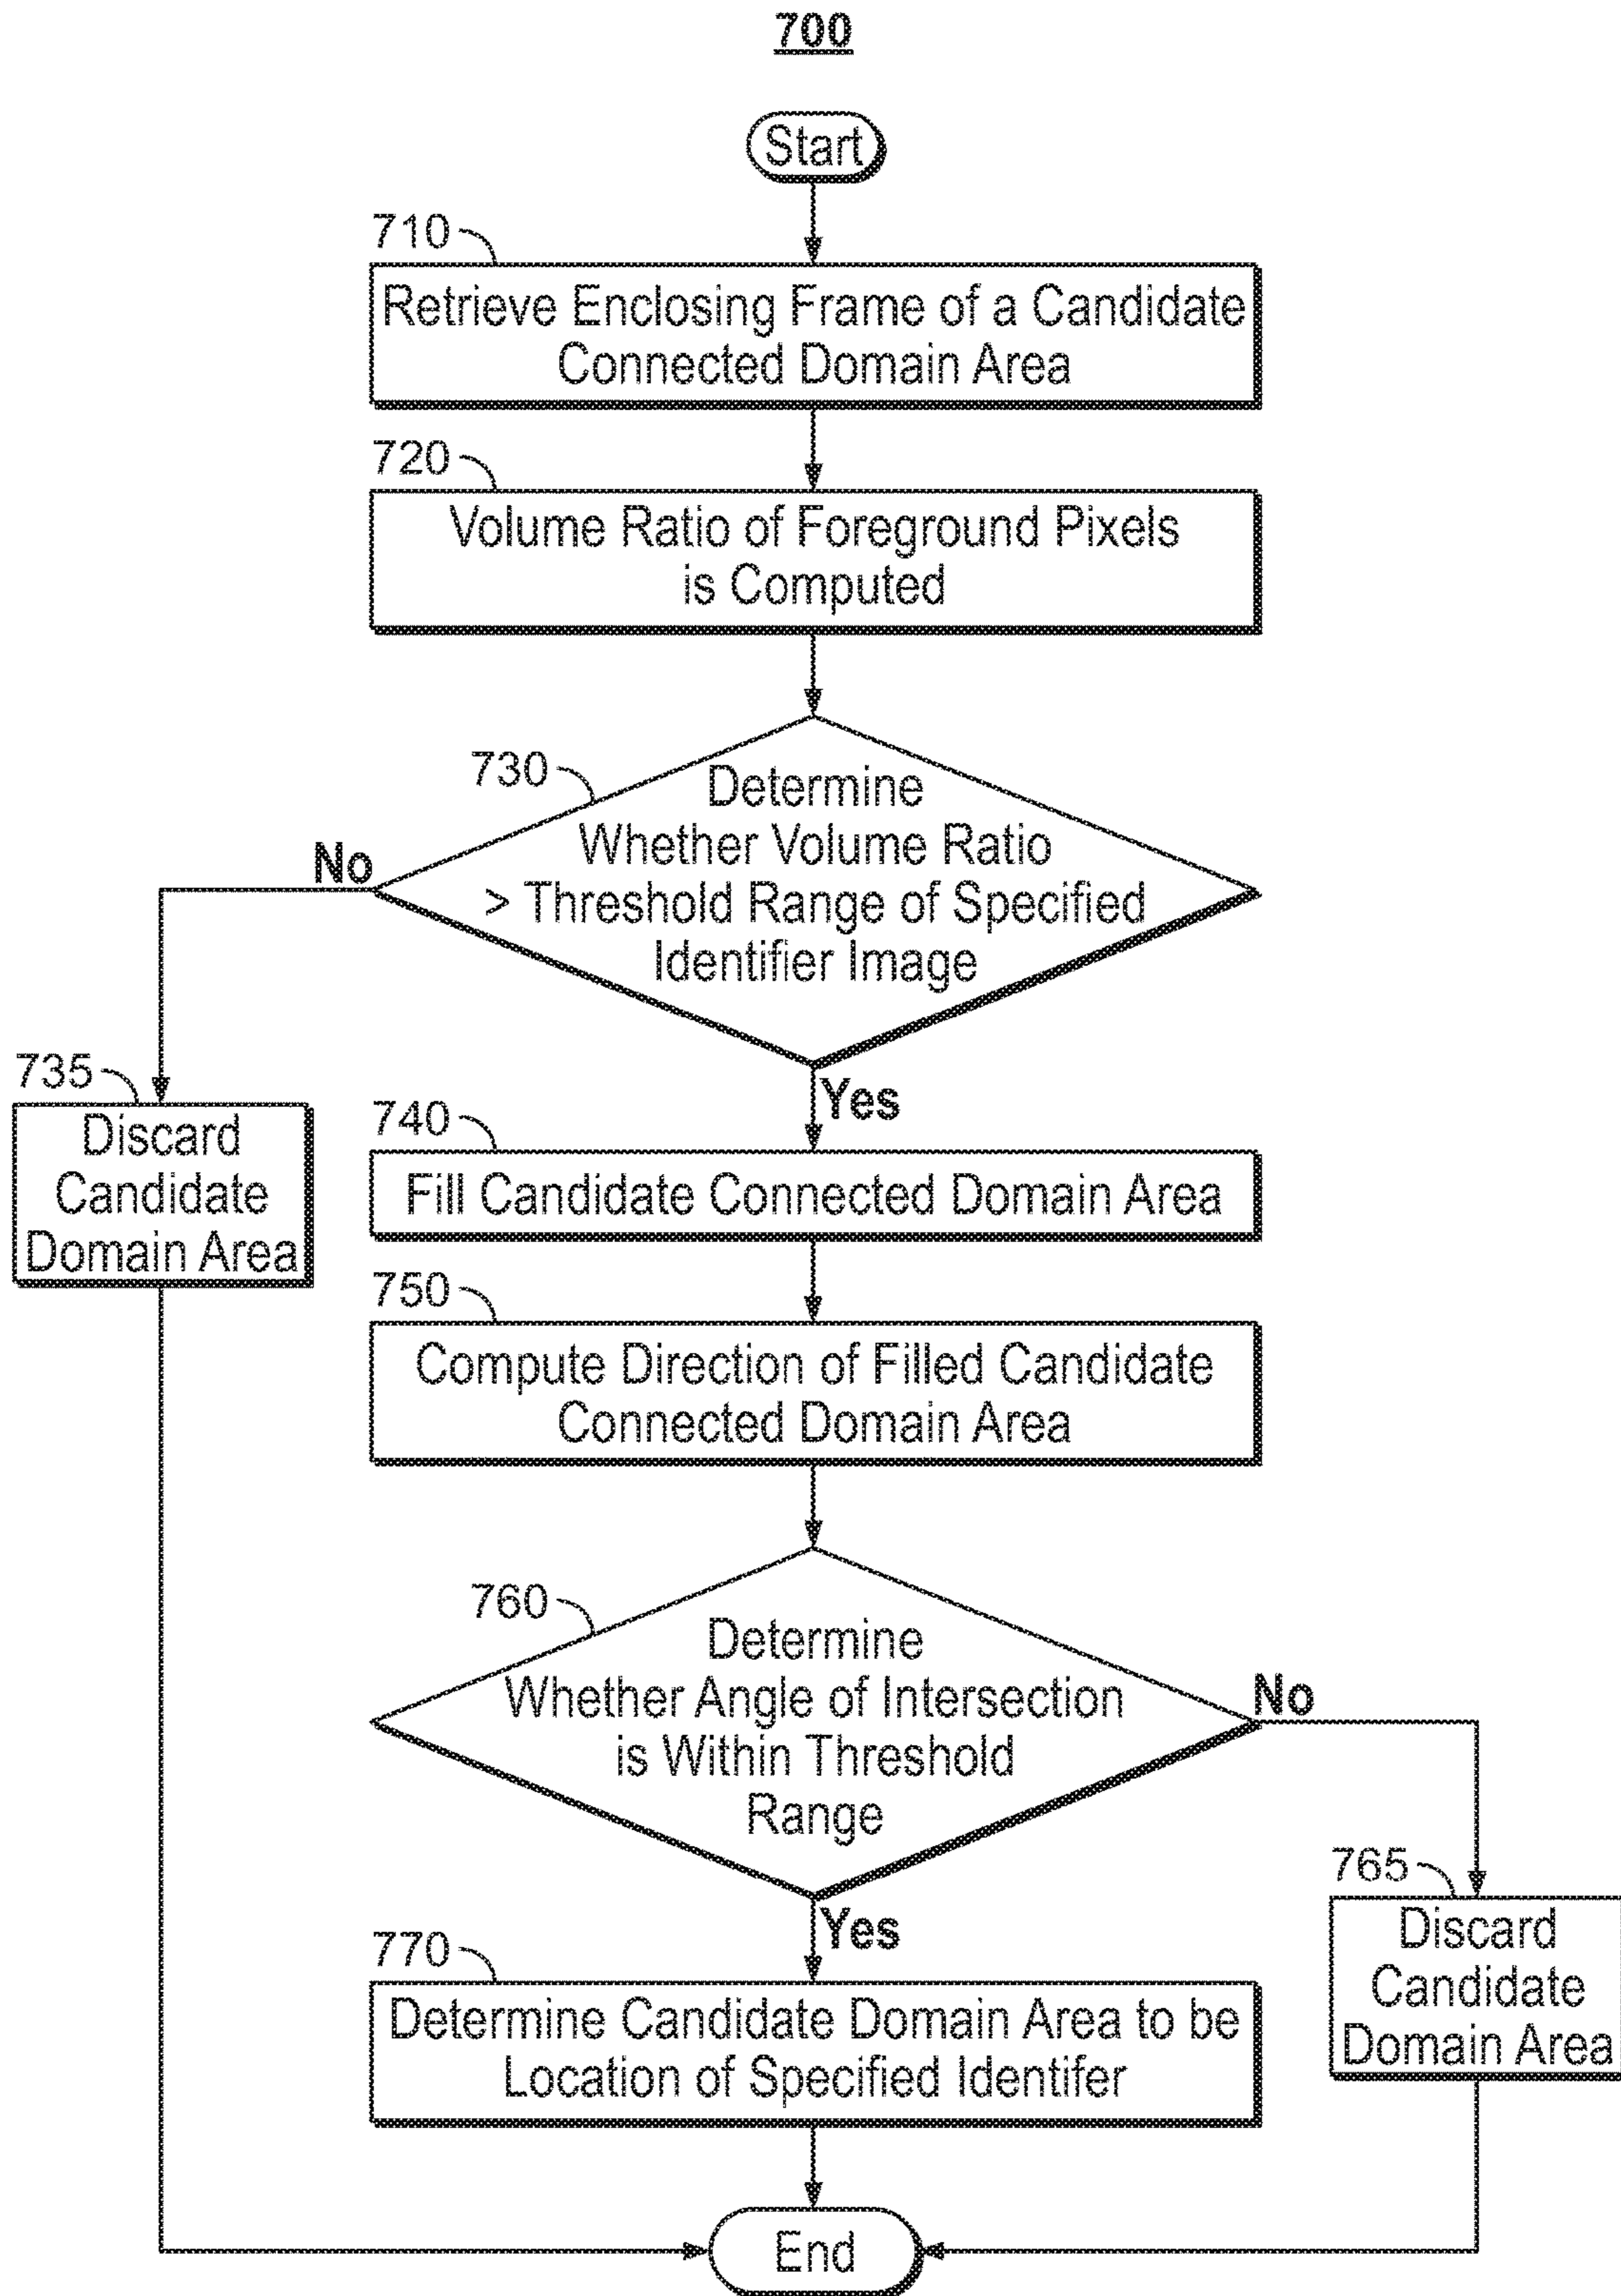 700
Start
710
Retrieve Enclosing Frame of a Candidate
Connected Domain Area
720
Volume Ratio of Foreground Pixels
is Computed
730
Determine
Whether Volume Ratio
> Threshold Range of Specified
Identifier Image
No
Yes
735
Discard
Candidate
Domain Area
740
Fill Candidate Connected Domain Area
750
Compute Direction of Filled Candidate
Connected Domain Area
760
Determine
Whether Angle of Intersection
is Within Threshold
Range
No
Yes
765
Discard
Candidate
Domain Area
770
Determine Candidate Domain Area to be
Location of Specified Identifer
End